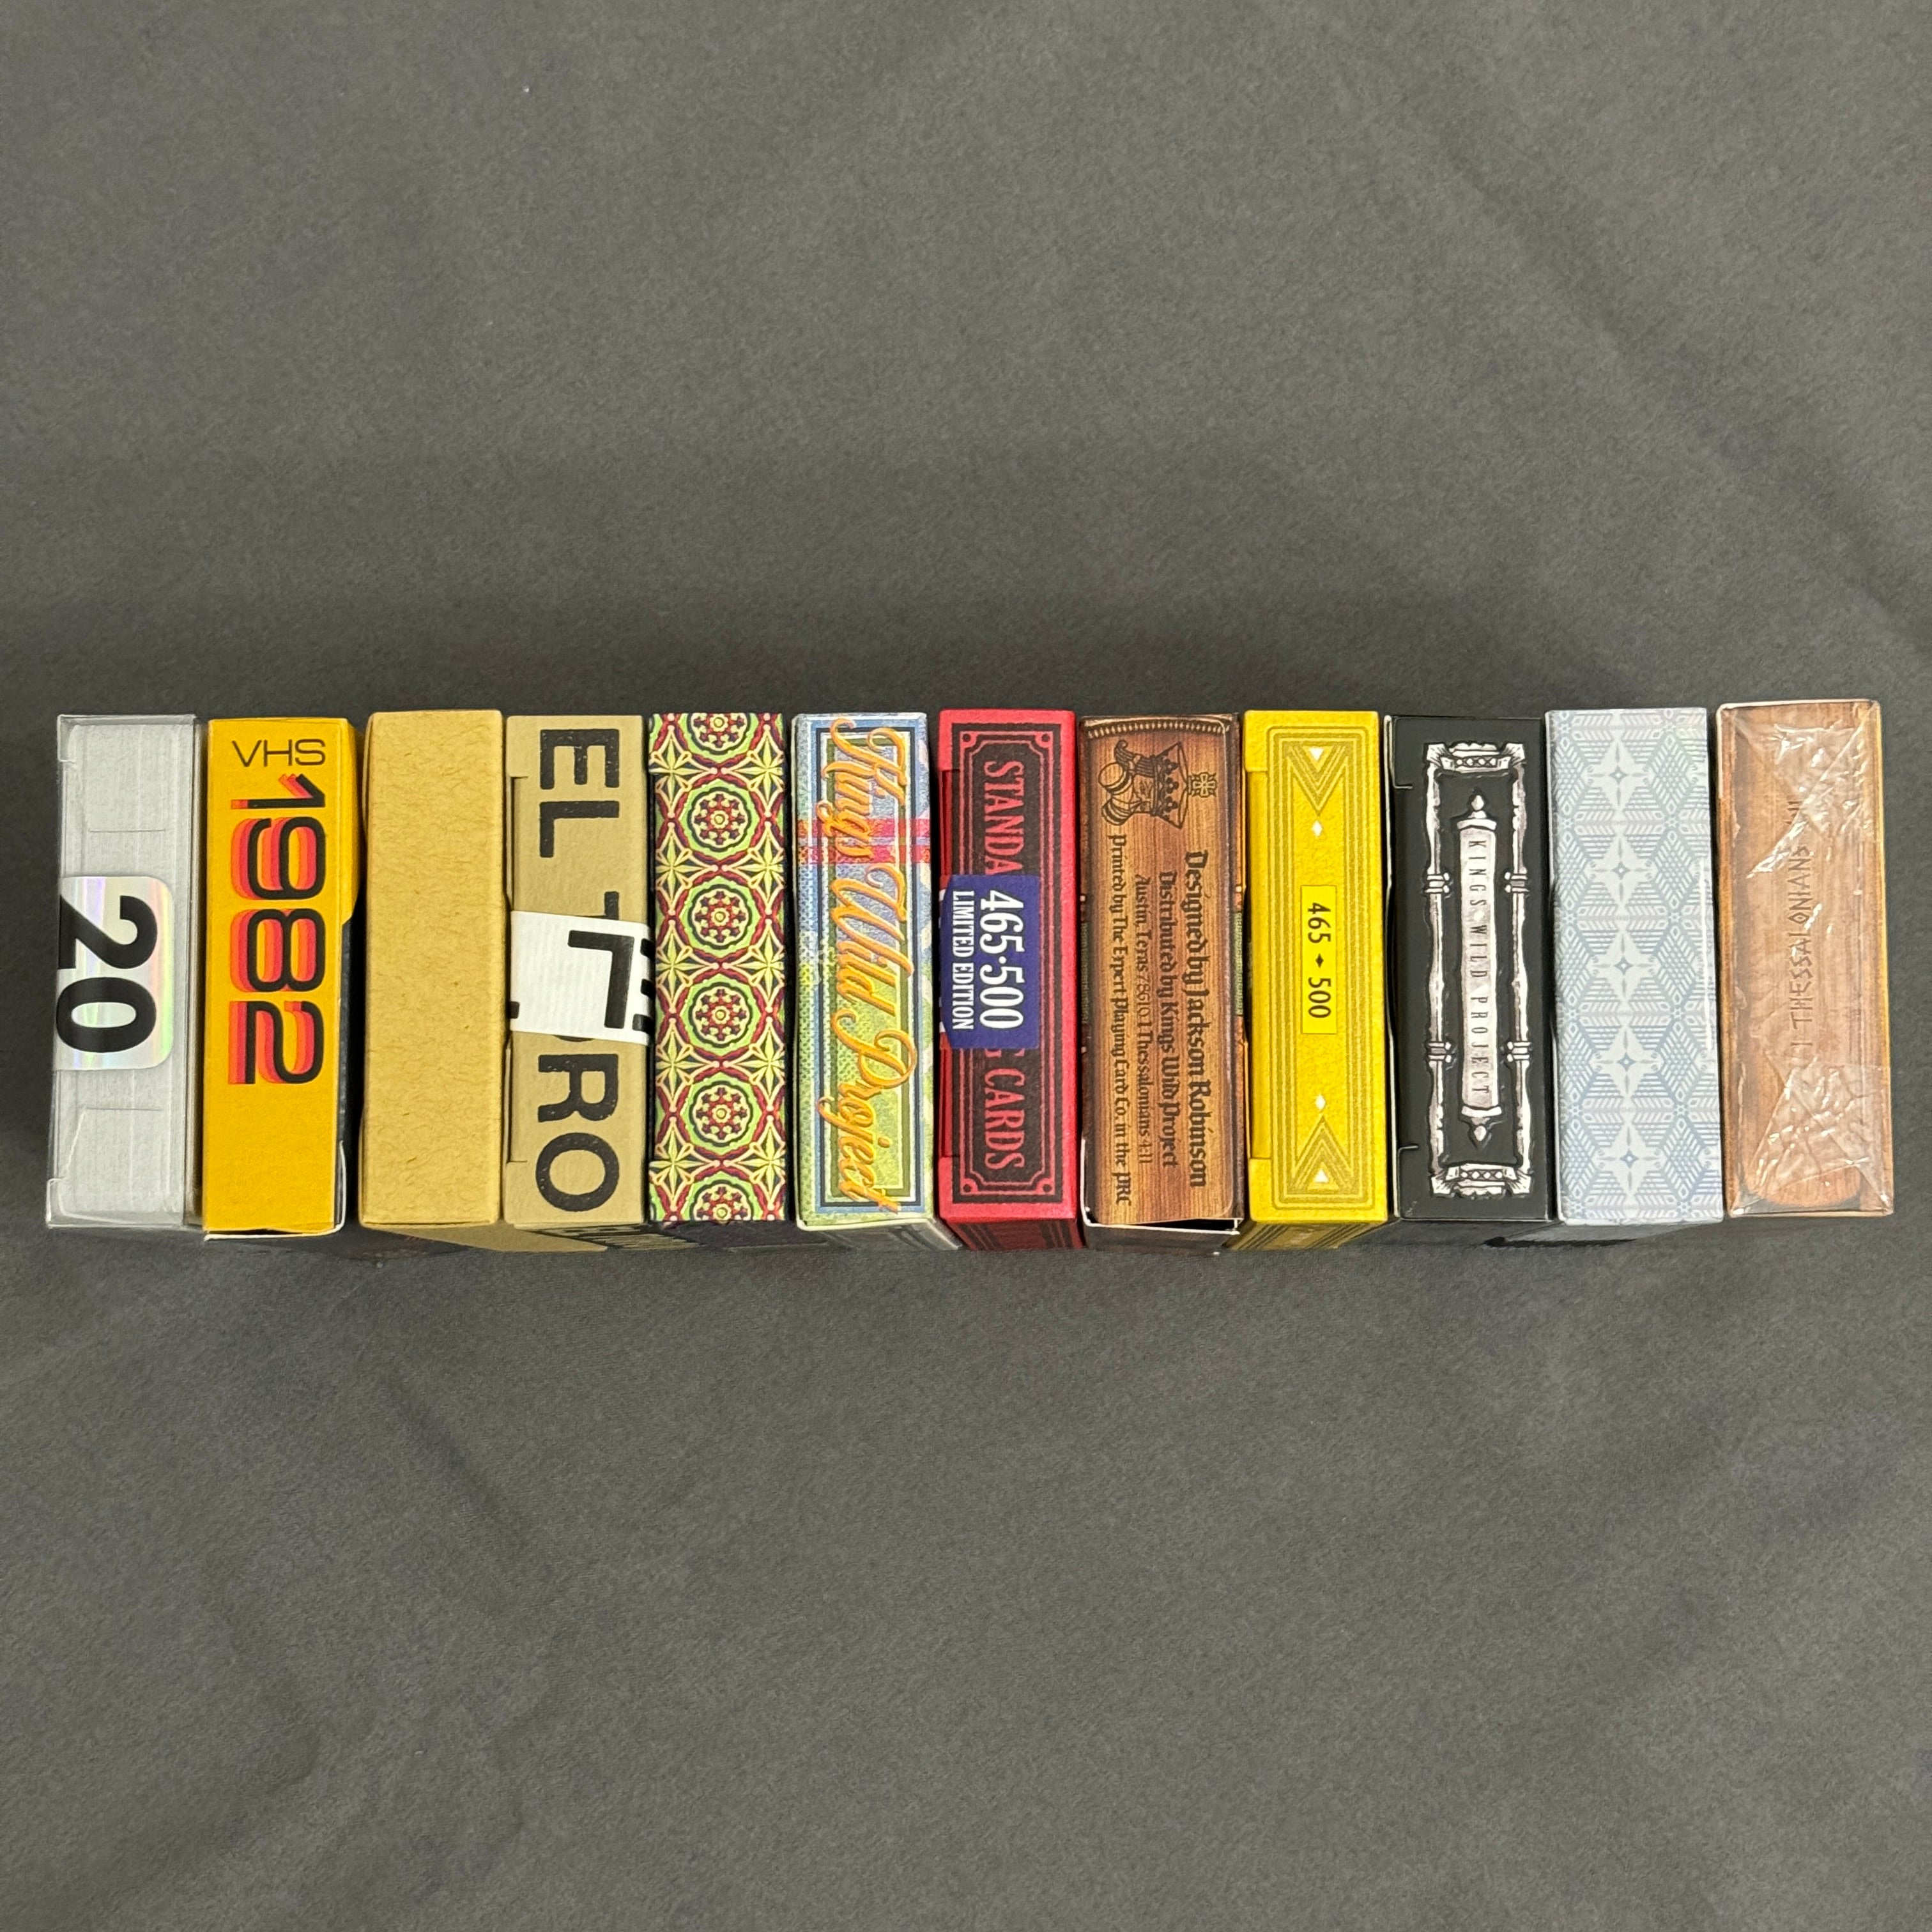 20
VHS
1982
EL T RO
Kings Wild Project
STANDA CARDS
465·500
LIMITED EDITION
Designed by Jackson Robinson
Distributed by Kings Wild Project
Austin, Texas 78610 1 Thessalonians 4:11
Printed by The Expert Playing Card Co. in the PRC
465 ♦ 500
KINGS WILD PROJECT
1 THESSALONIANS